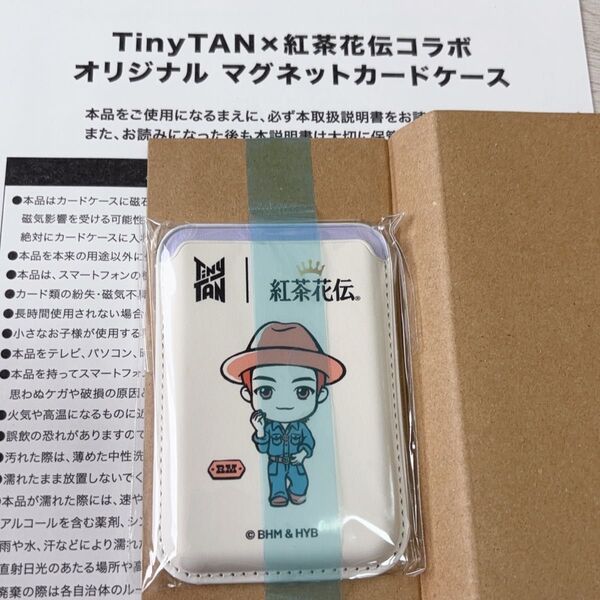 TinyTAN×紅茶花伝コラボ
オリジナル マグネットカードケース
本品をご使用になるまえに、必ず本取扱説明書をお読
また、お読みになった後も本説明書は大切に保管
●本品はカードケースに磁石
磁気影響を受ける可能性
絶対にカードケースに入れ
●本品を本来の用途以外に
●本品は、スマートフォンの
●カード類の紛失・磁気不
●長時間使用されない場合
●小さなお子様が使用する
●本品をテレビ、パソコン、
●本品を持ってスマートフォ
思わぬケガや破損の原因
●火気や高温になるものに近
●誤飲の恐れがありますので
●汚れた際は、薄めた中性洗
●濡れたまま放置しないでく
●本品が濡れた際には、速や
アルコールを含む薬剤、シン
雨や水、汗などにより濡れ
直射日光のあたる場所や高
廃棄の際は各自治体のルー
TinyTAN
紅茶花伝®
RM
© BHM & HYB